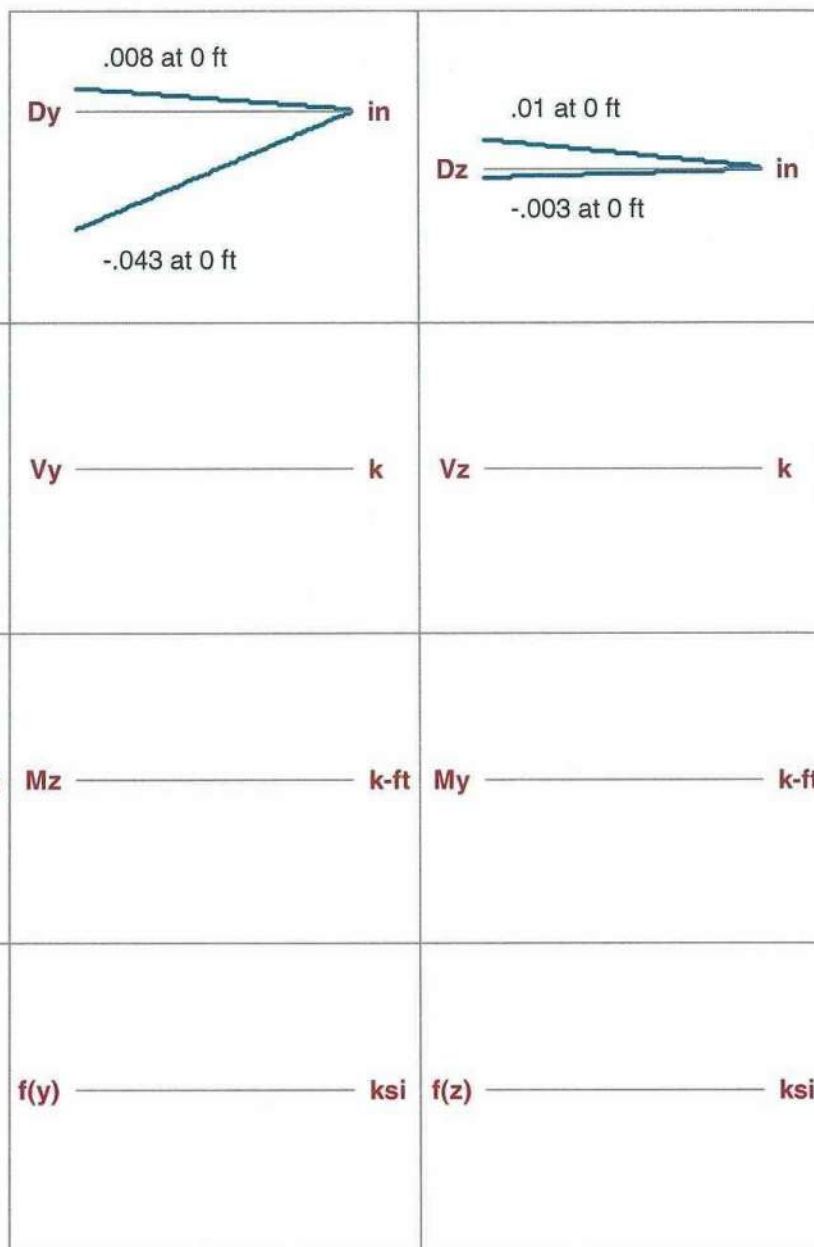 .008 at 0 ft
Dy in
-.043 at 0 ft
.01 at 0 ft
Dz in
-.003 at 0 ft
Vy k
Vz k
Mz k-ft
My k-ft
f(y) ksi
f(z) ksi